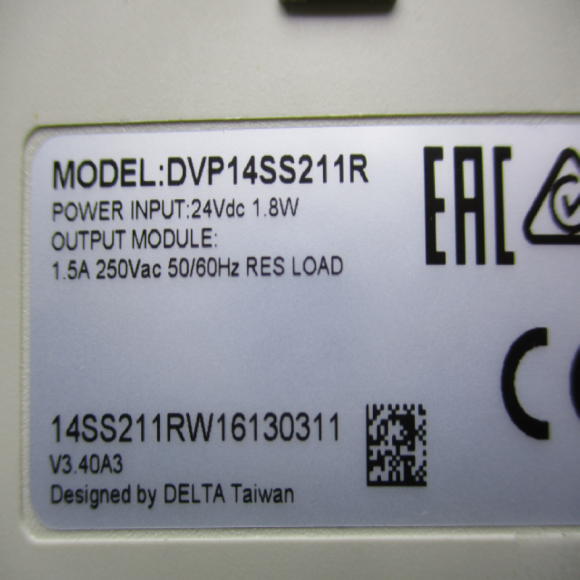 MODEL:DVP14SS211R
POWER INPUT:24Vdc 1.8W
OUTPUT MODULE:
1.5A 250Vac 50/60Hz RES LOAD
EAC
14SS211RW16130311
V3.40A3
Designed by DELTA Taiwan